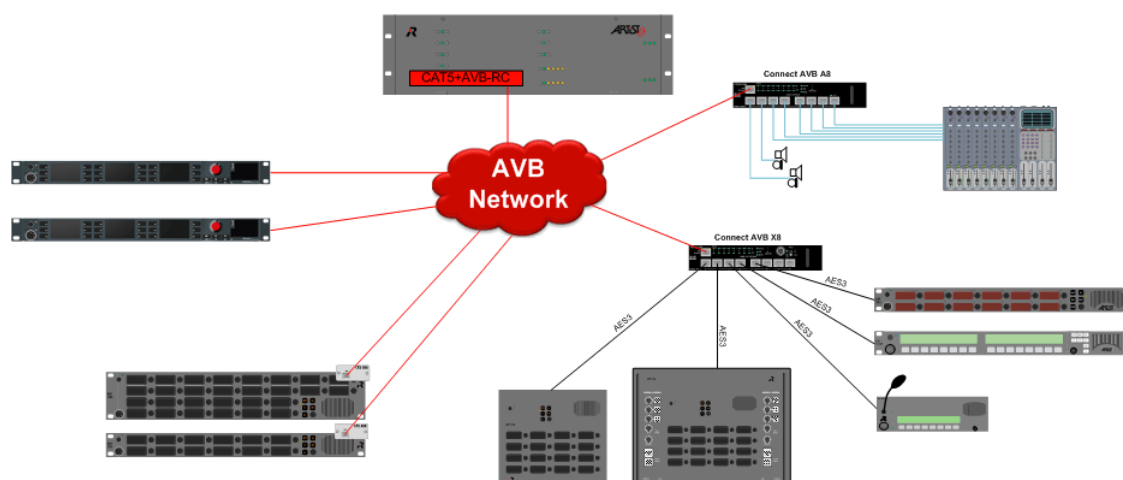 ARTIST
CAT5+AVB-RC
Connect AVB A8
AVB
Network
Connect AVB X8
AES3
AES3
AES3
AES3
AES3